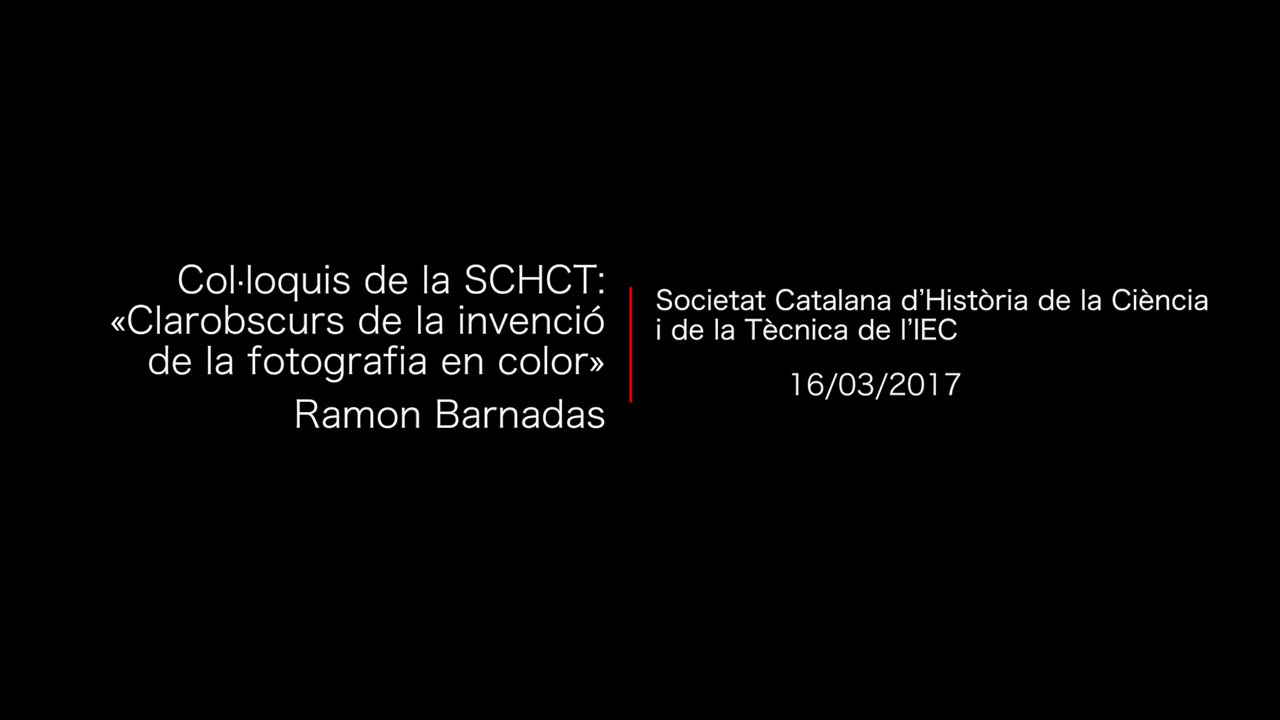 Col·loquis de la SCHCT:
«Clarobscurs de la invenció
de la fotografia en color»
Ramon Barnadas
Societat Catalana d’Història de la Ciència
i de la Tècnica de l’IEC
16/03/2017